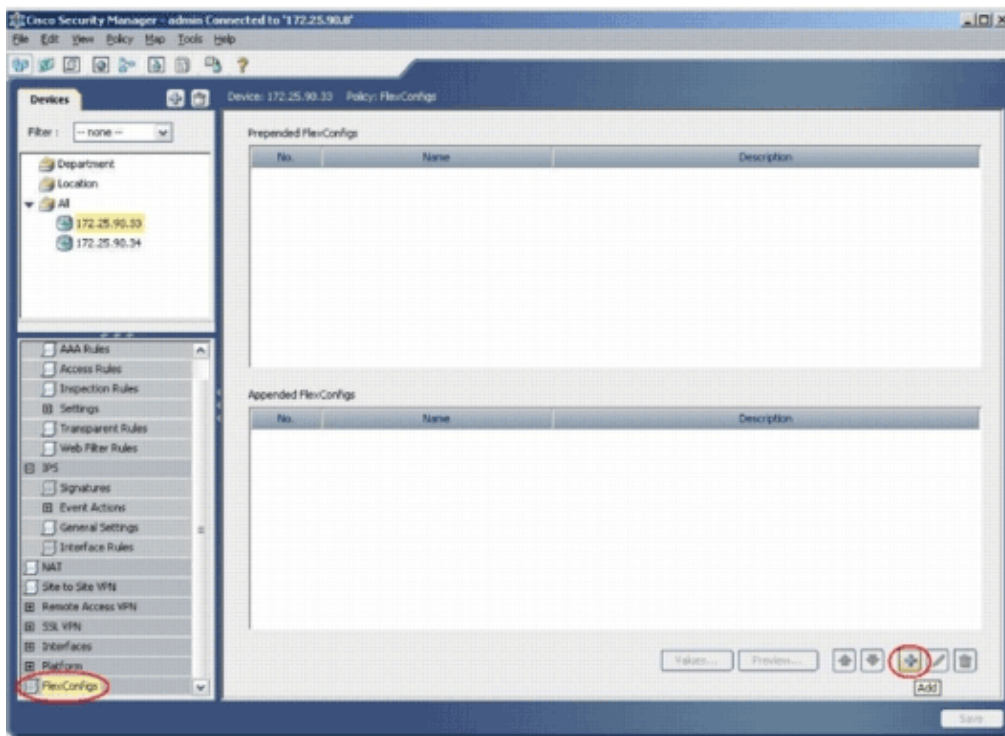 Cisco Security Manager - admin Connected to '172.25.90.8'
File Edit View Policy Map Tools Help
Devices
Device: 172.25.90.33 Policy: FlexConfigs
Filter : -- none --
Department
Location
All
172.25.90.33
172.25.90.34
AAA Rules
Access Rules
Inspection Rules
Settings
Transparent Rules
Web Filter Rules
IPS
Signatures
Event Actions
General Settings
Interface Rules
NAT
Site to Site VPN
Remote Access VPN
SSL VPN
Interfaces
Platform
FlexConfigs
Prepended FlexConfigs
No. Name Description
Appended FlexConfigs
No. Name Description
Values... Preview...
Add
Save